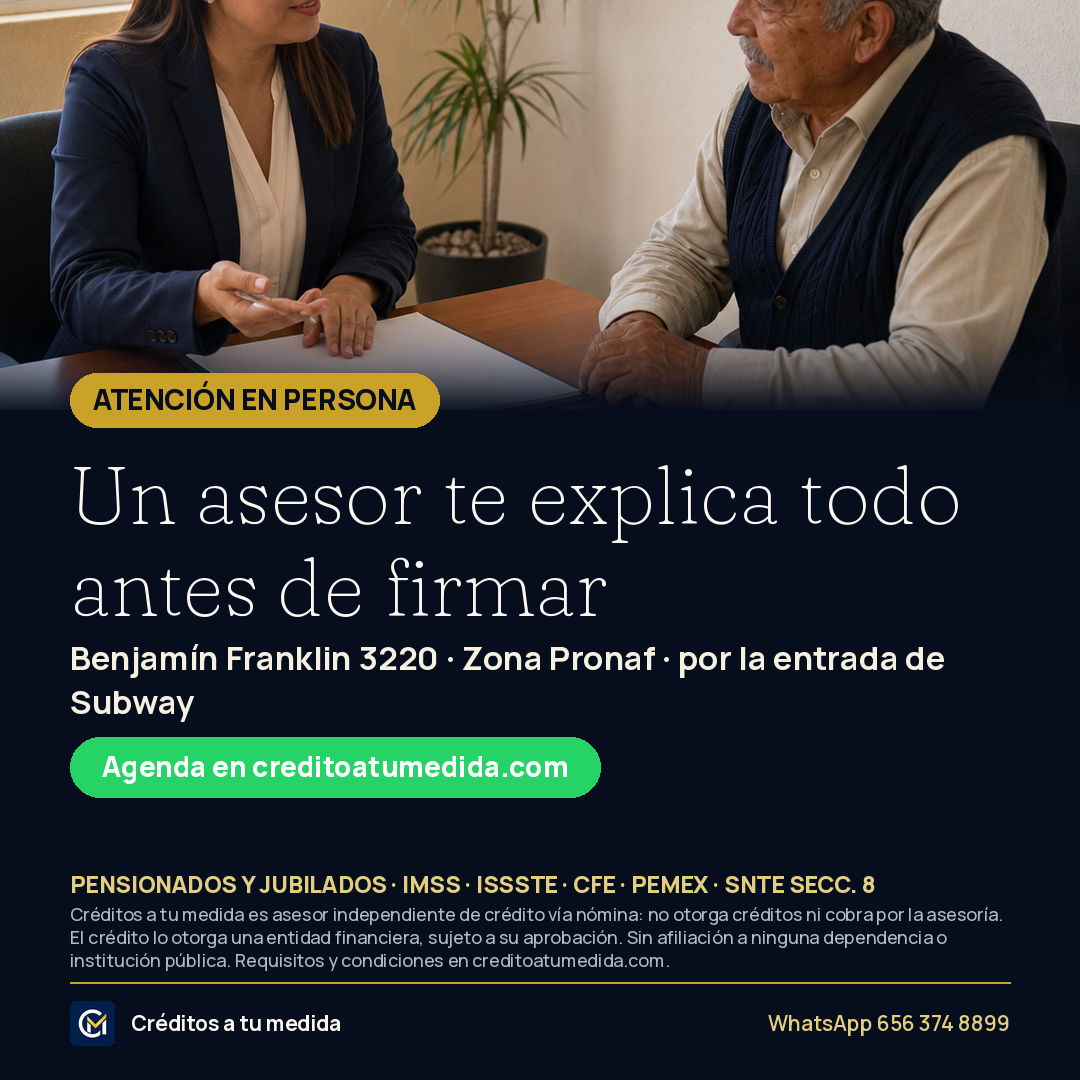 ATENCIÓN EN PERSONA
Un asesor te explica todo
antes de firmar
Benjamín Franklin 3220 · Zona Pronaf · por la entrada de
Subway
Agenda en creditoatumedida.com
PENSIONADOS Y JUBILADOS · IMSS · ISSSTE · CFE · PEMEX · SNTE SECC. 8
Créditos a tu medida es asesor independiente de crédito vía nómina: no otorga créditos ni cobra por la asesoría.
El crédito lo otorga una entidad financiera, sujeto a su aprobación. Sin afiliación a ninguna dependencia o
institución pública. Requisitos y condiciones en creditoatumedida.com.
Créditos a tu medida
WhatsApp 656 374 8899